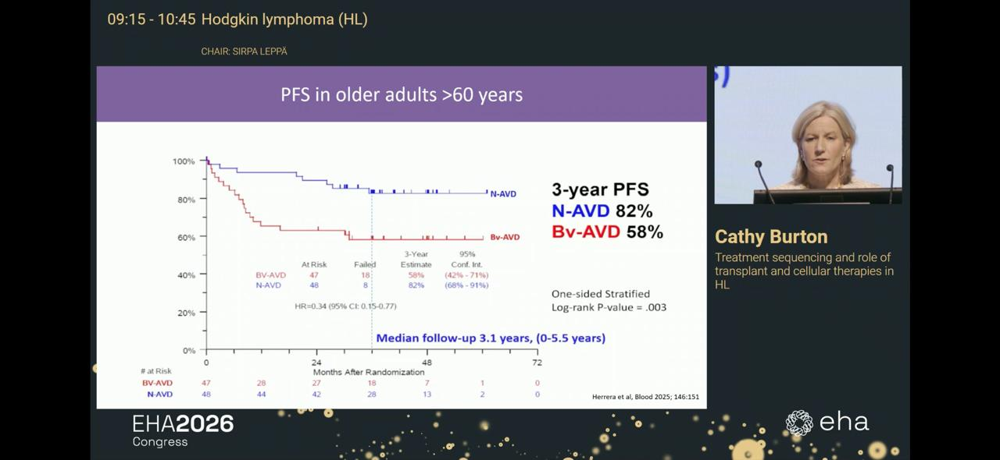 09:15 - 10:45 Hodgkin lymphoma (HL)
CHAIR: SIRPA LEPPÄ
PFS in older adults >60 years
100%
80%
60%
40%
20%
0%
N-AVD
Bv-AVD
At Risk Failed 3-Year Estimate 95% Conf. Int.
BV-AVD 47 18 58% (42% - 71%)
N-AVD 48 8 82% (68% - 91%)
HR=0.34 (95% CI: 0.15-0.77)
3-year PFS
N-AVD 82%
Bv-AVD 58%
One-sided Stratified
Log-rank P-value = .003
Median follow-up 3.1 years, (0-5.5 years)
0 24 48 72
Months After Randomization
# at Risk
BV-AVD 47 28 27 18 7 1 0
N-AVD 48 44 42 28 13 2 0
Herrera et al, Blood 2025; 146:151
s)
Cathy Burton
Treatment sequencing and role of
transplant and cellular therapies in
HL
EHA2026
Congress
eha